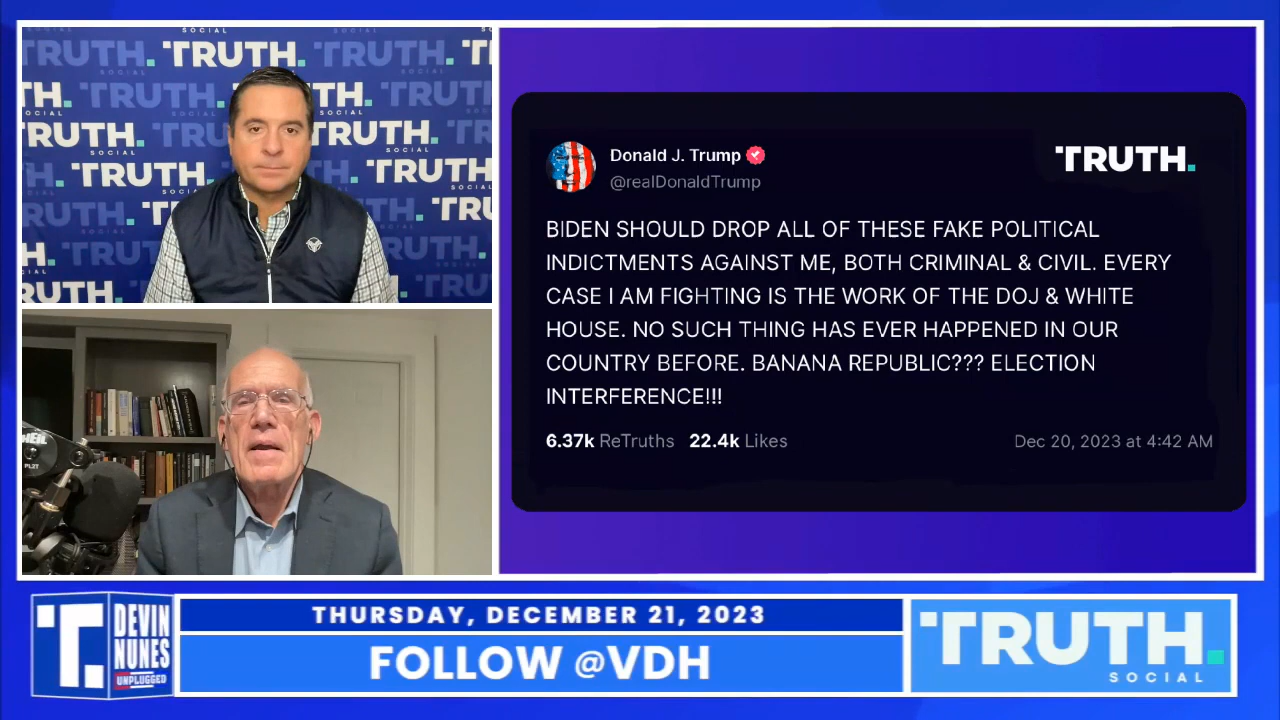 TRUTH.
SOCIAL
Donald J. Trump
@realDonaldTrump
TRUTH.
BIDEN SHOULD DROP ALL OF THESE FAKE POLITICAL
INDICTMENTS AGAINST ME, BOTH CRIMINAL & CIVIL. EVERY
CASE I AM FIGHTING IS THE WORK OF THE DOJ & WHITE
HOUSE. NO SUCH THING HAS EVER HAPPENED IN OUR
COUNTRY BEFORE. BANANA REPUBLIC??? ELECTION
INTERFERENCE!!!
6.37k ReTruths 22.4k Likes
Dec 20, 2023 at 4:42 AM
HEIL
T.
DEVIN
NUNES
UNPLUGGED
THURSDAY, DECEMBER 21, 2023
FOLLOW @VDH
TRUTH.
SOCIAL